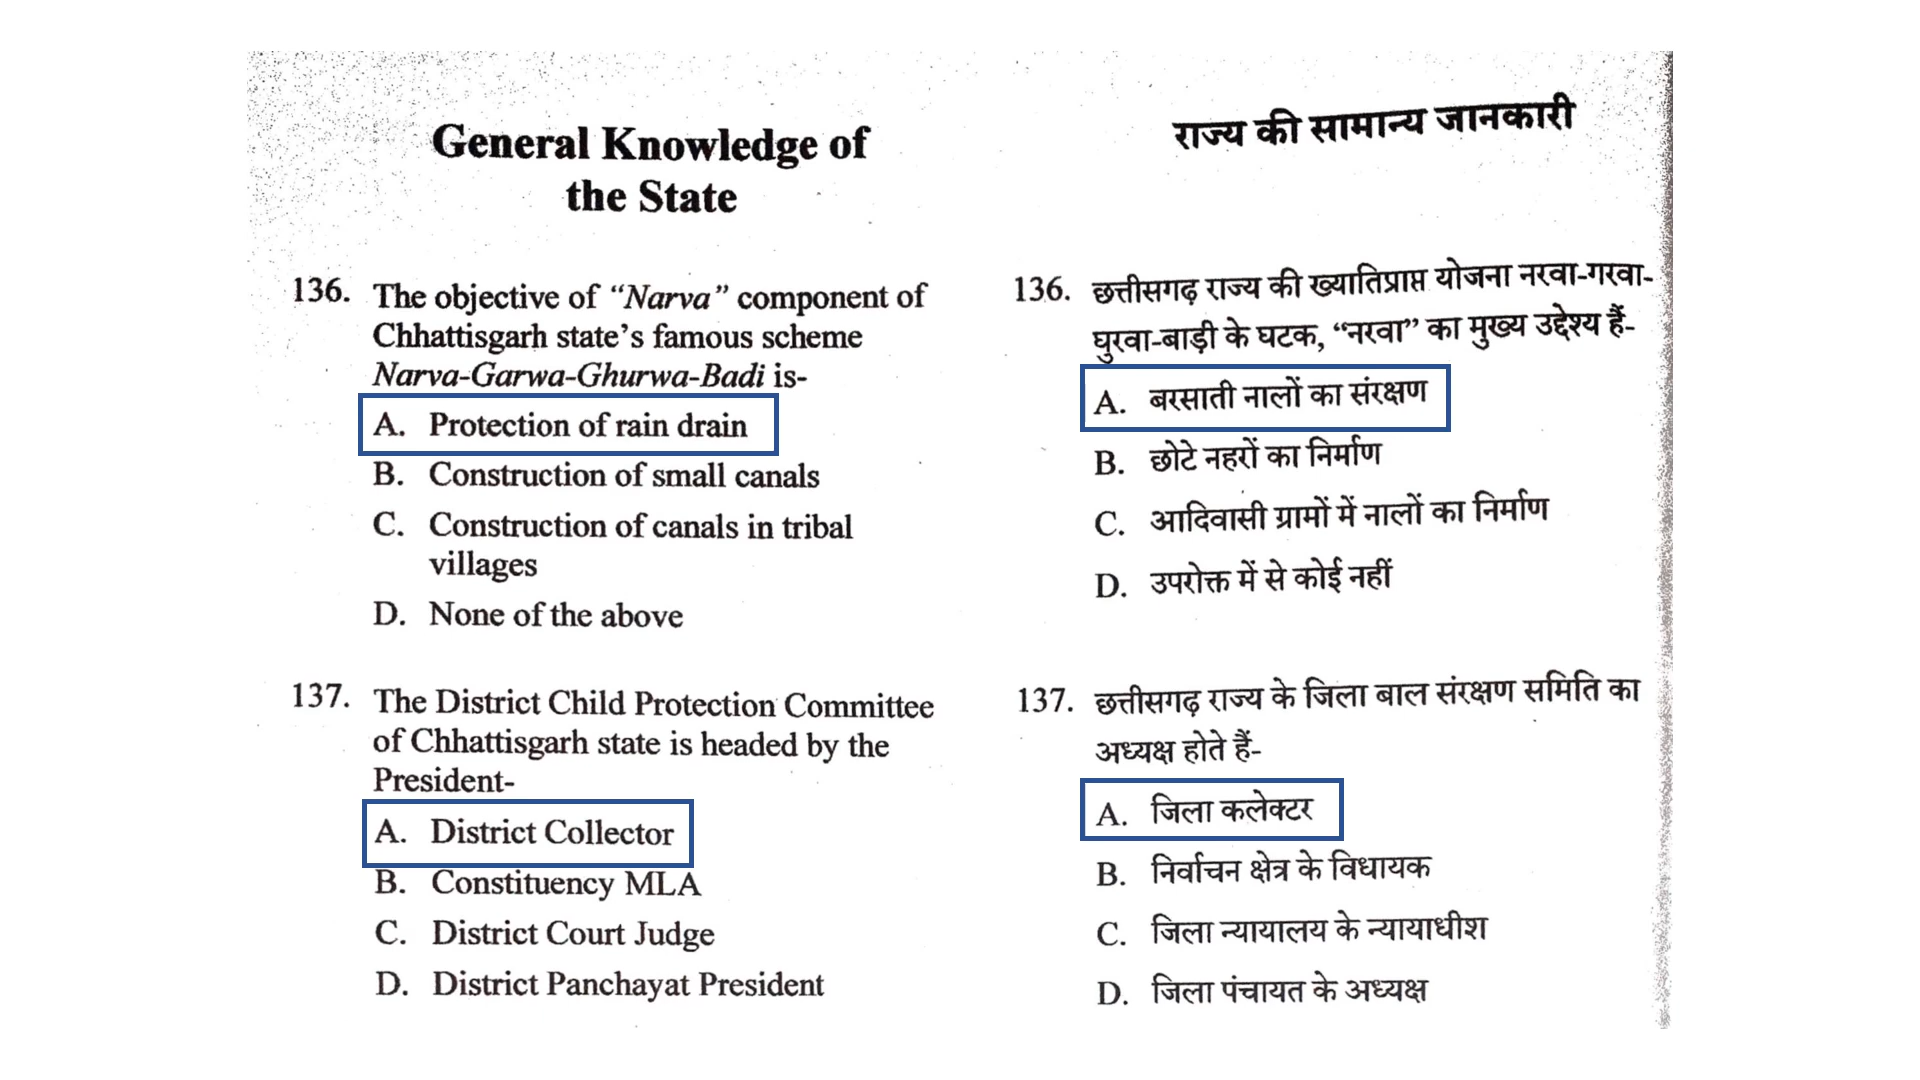 General Knowledge of
the State
136. The objective of “Narva” component of
Chhattisgarh state’s famous scheme
Narva-Garwa-Ghurwa-Badi is-
A. Protection of rain drain
B. Construction of small canals
C. Construction of canals in tribal
villages
D. None of the above
137. The District Child Protection Committee
of Chhattisgarh state is headed by the
President-
A. District Collector
B. Constituency MLA
C. District Court Judge
D. District Panchayat President
राज्य की सामान्य जानकारी
136. छत्तीसगढ़ राज्य की ख्यातिप्राप्त योजना नरवा-गरवा-
घुरवा-बाड़ी के घटक, “नरवा” का मुख्य उद्देश्य हैं-
A. बरसाती नालों का संरक्षण
B. छोटे नहरों का निर्माण
C. आदिवासी ग्रामों में नालों का निर्माण
D. उपरोक्त में से कोई नहीं
137. छत्तीसगढ़ राज्य के जिला बाल संरक्षण समिति का
अध्यक्ष होते हैं-
A. जिला कलेक्टर
B. निर्वाचन क्षेत्र के विधायक
C. जिला न्यायालय के न्यायाधीश
D. जिला पंचायत के अध्यक्ष